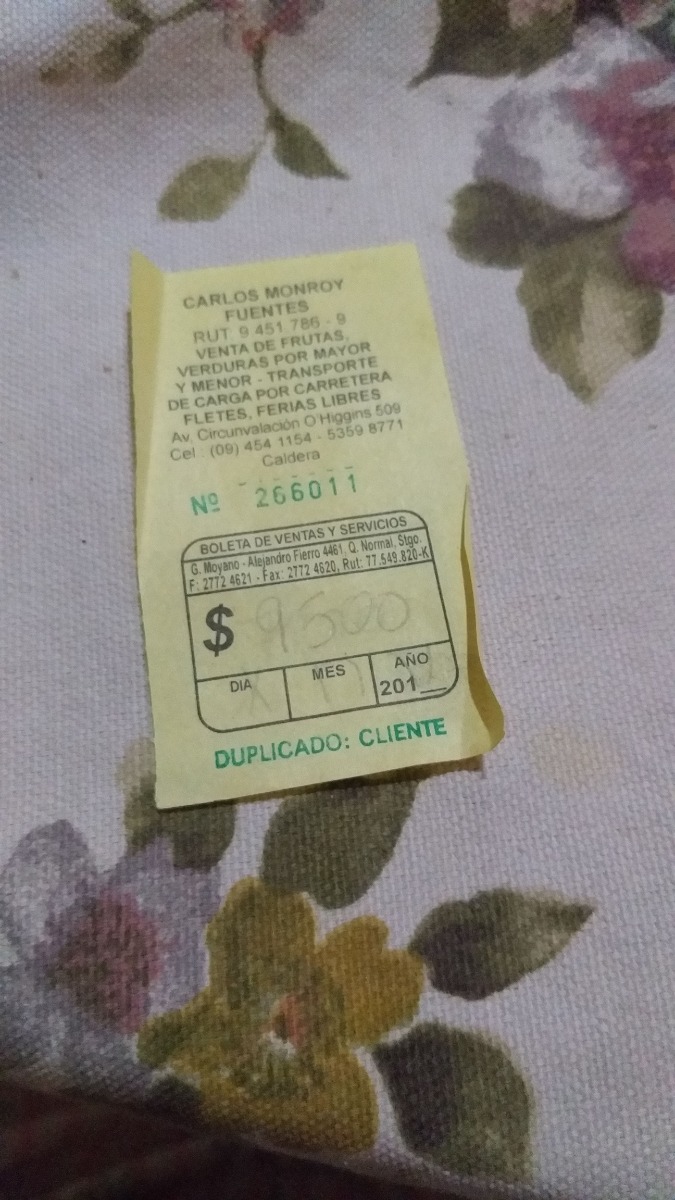 CARLOS MONROY
FUENTES
RUT 9 451 786 - 9
VENTA DE FRUTAS,
VERDURAS POR MAYOR
Y MENOR - TRANSPORTE
DE CARGA POR CARRETERA
FLETES, FERIAS LIBRES
Av. Circunvalación O'Higgins 509
Cel.: (09) 454 1154 - 5359 8771
Caldera
Nº 266011
BOLETA DE VENTAS Y SERVICIOS
G. Moyano - Alejandro Fierro 4461, Q. Normal, Stgo.
F: 2772 4621 - Fax: 2772 4620, Rut: 77.549.820-K
$ 9500
DIA MES AÑO
201__
DUPLICADO: CLIENTE